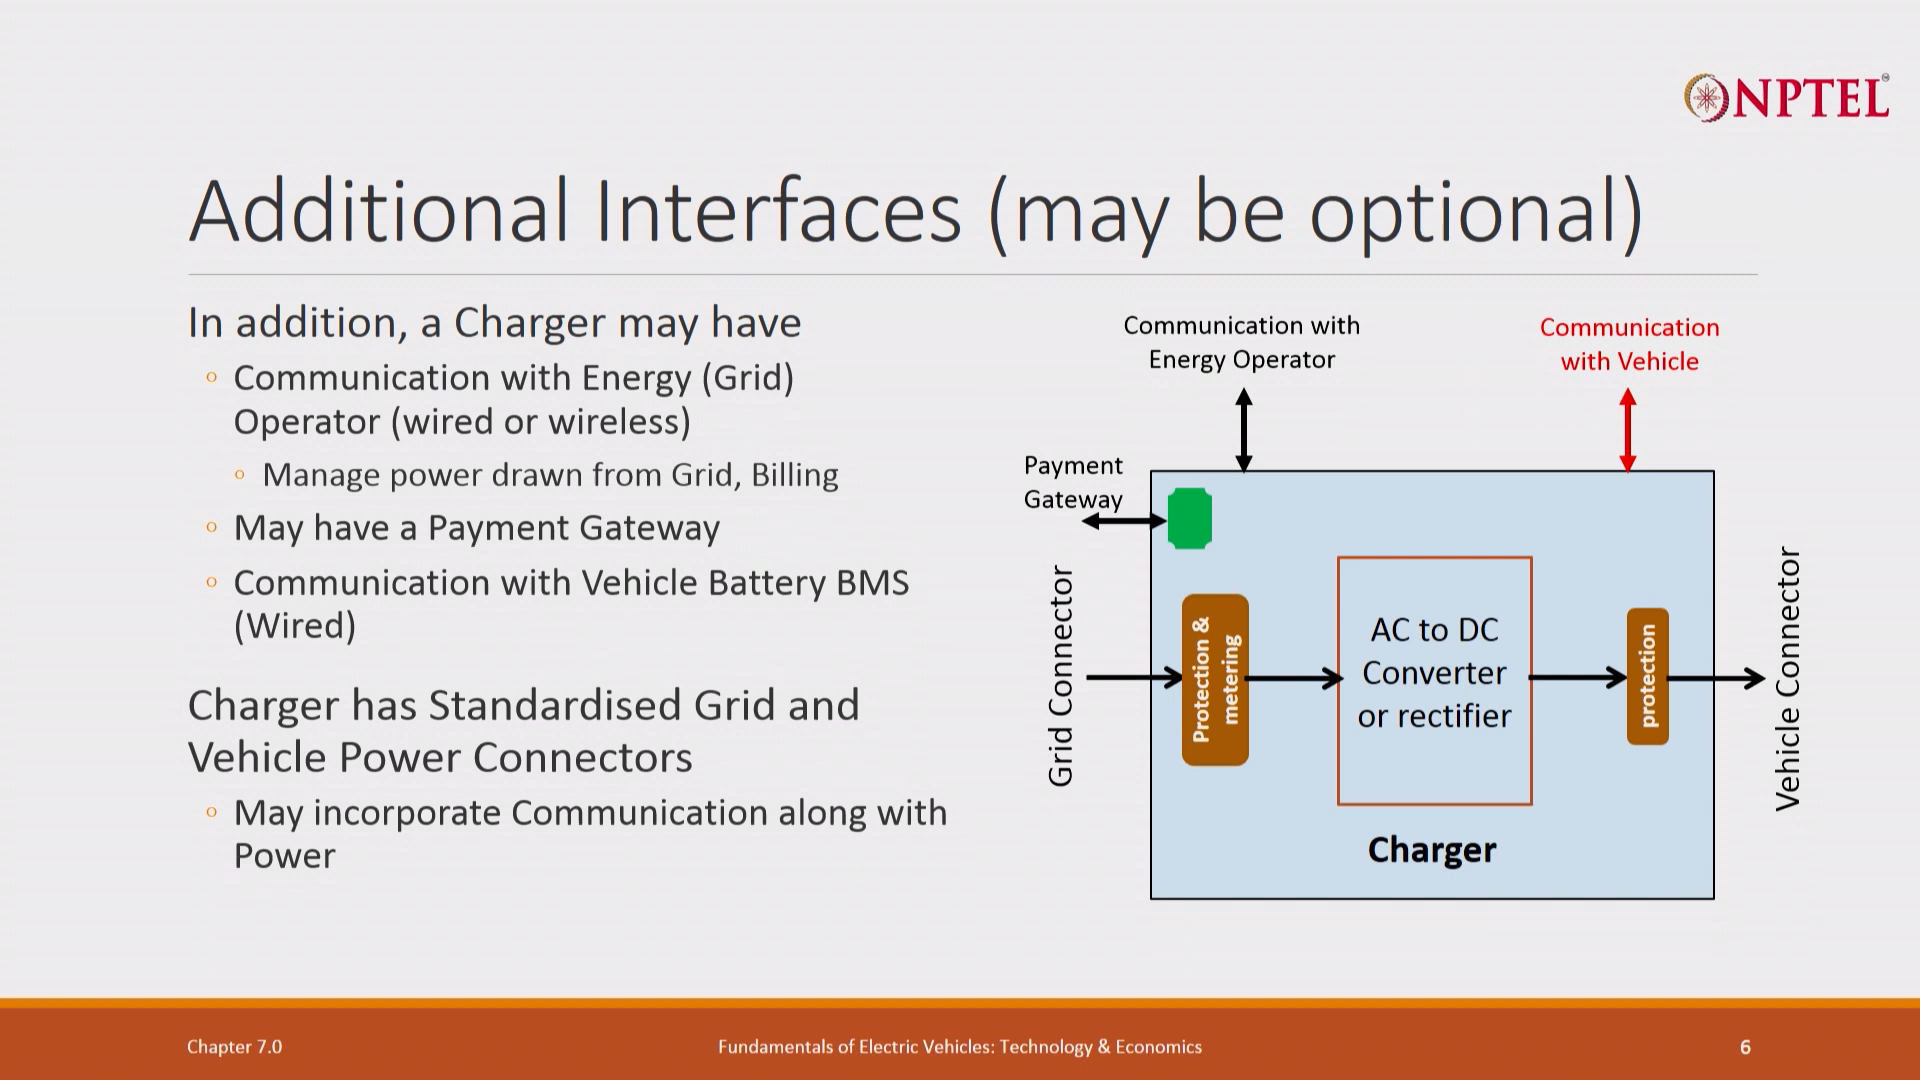 NPTEL
Additional Interfaces (may be optional)
In addition, a Charger may have
Communication with Energy (Grid)
Operator (wired or wireless)
Manage power drawn from Grid, Billing
May have a Payment Gateway
Communication with Vehicle Battery BMS
(Wired)
Charger has Standardised Grid and
Vehicle Power Connectors
May incorporate Communication along with
Power
Communication with
Energy Operator
Communication
with Vehicle
Payment
Gateway
Grid Connector
Protection &
metering
AC to DC
Converter
or rectifier
protection
Vehicle Connector
Charger
Chapter 7.0
Fundamentals of Electric Vehicles: Technology & Economics
6